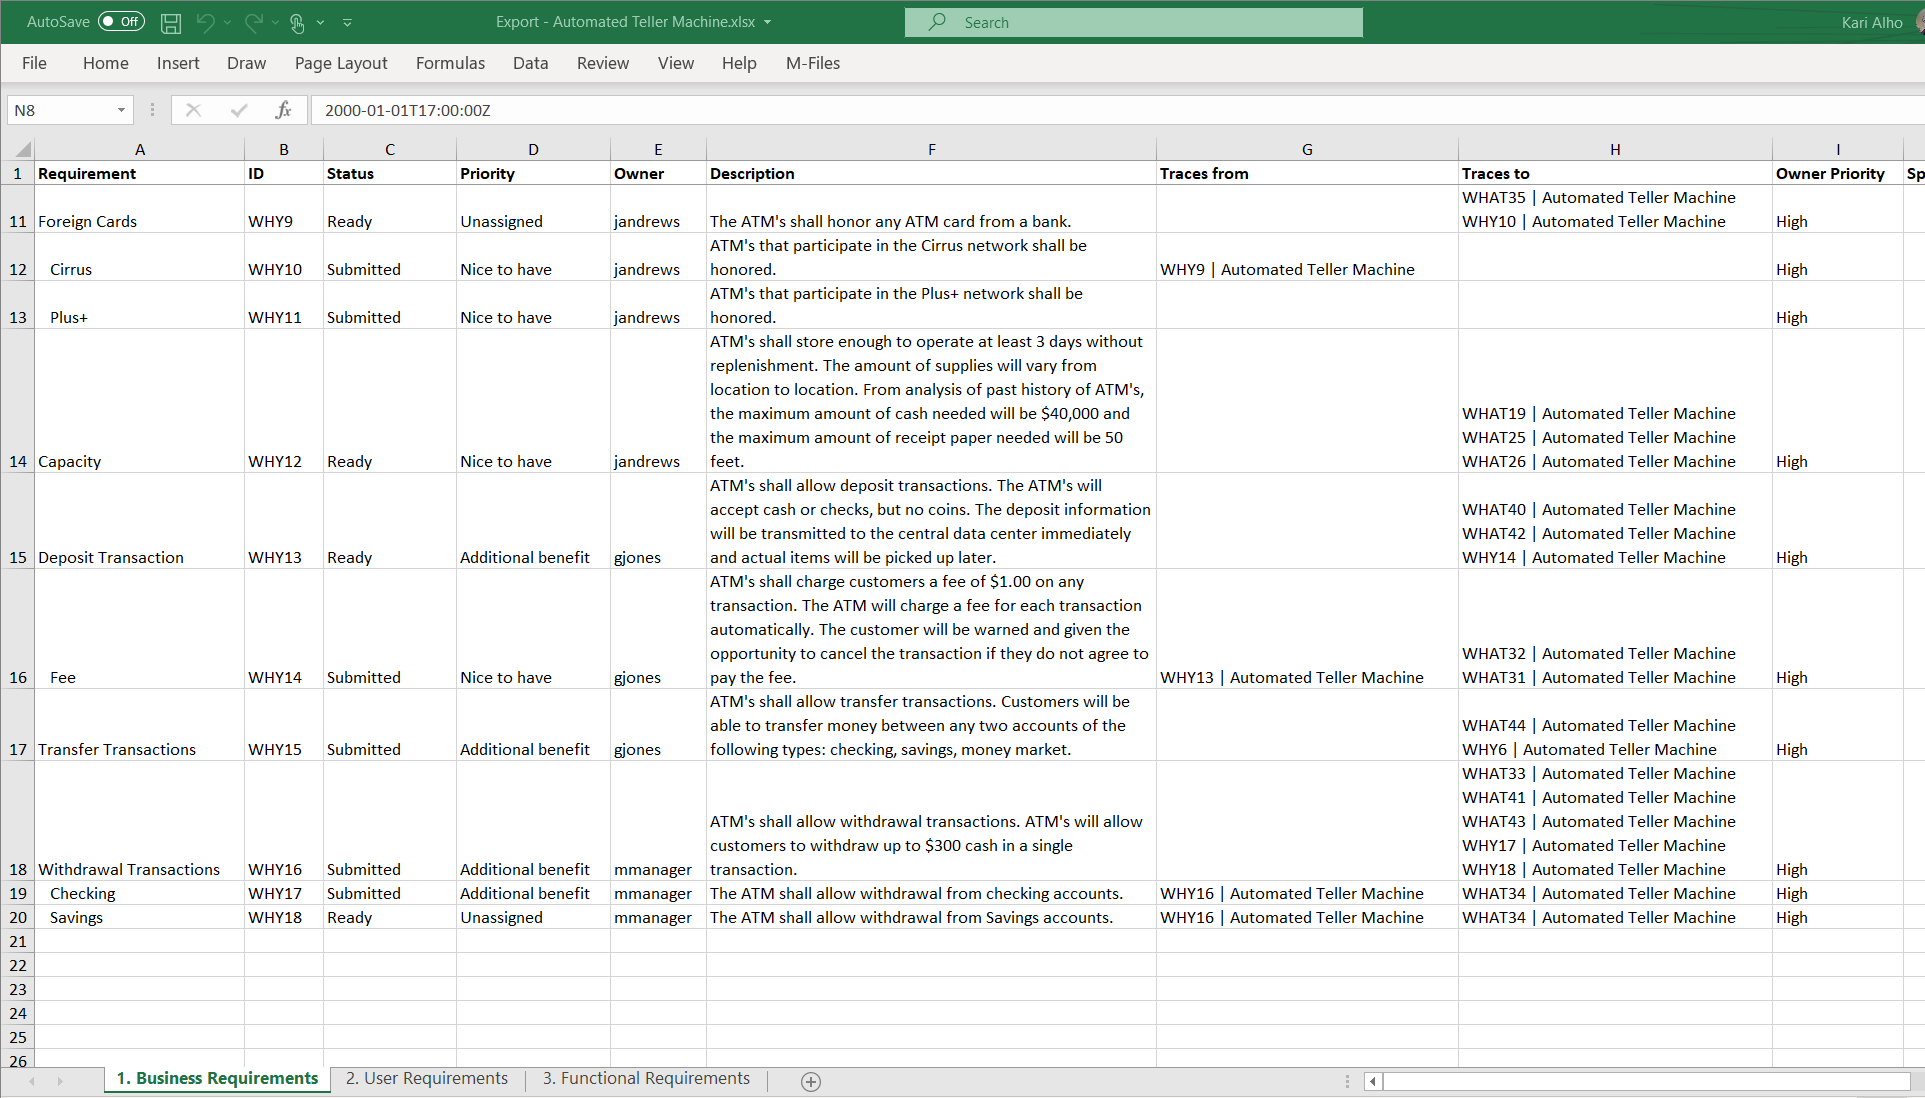 AutoSave Off Export - Automated Teller Machine.xlsx Search Kari Alho
File Home Insert Draw Page Layout Formulas Data Review View Help M-Files
N8 fx 2000-01-01T17:00:00Z
A B C D E F G H I
1 Requirement ID Status Priority Owner Description Traces from Traces to Owner Priority Sp
WHAT35 | Automated Teller Machine
11 Foreign Cards WHY9 Ready Unassigned jandrews The ATM's shall honor any ATM card from a bank. WHY10 | Automated Teller Machine High
ATM's that participate in the Cirrus network shall be
12 Cirrus WHY10 Submitted Nice to have jandrews honored. WHY9 | Automated Teller Machine High
ATM's that participate in the Plus+ network shall be
13 Plus+ WHY11 Submitted Nice to have jandrews honored. High
ATM's shall store enough to operate at least 3 days without
replenishment. The amount of supplies will vary from
location to location. From analysis of past history of ATM's,
the maximum amount of cash needed will be $40,000 and WHAT19 | Automated Teller Machine
the maximum amount of receipt paper needed will be 50 WHAT25 | Automated Teller Machine
14 Capacity WHY12 Ready Nice to have jandrews feet. WHAT26 | Automated Teller Machine High
ATM's shall allow deposit transactions. The ATM's will
accept cash or checks, but no coins. The deposit information WHAT40 | Automated Teller Machine
will be transmitted to the central data center immediately WHAT42 | Automated Teller Machine
15 Deposit Transaction WHY13 Ready Additional benefit gjones and actual items will be picked up later. WHY14 | Automated Teller Machine High
ATM's shall charge customers a fee of $1.00 on any
transaction. The ATM will charge a fee for each transaction
automatically. The customer will be warned and given the
opportunity to cancel the transaction if they do not agree to WHAT32 | Automated Teller Machine
16 Fee WHY14 Submitted Nice to have gjones pay the fee. WHY13 | Automated Teller Machine WHAT31 | Automated Teller Machine High
ATM's shall allow transfer transactions. Customers will be
able to transfer money between any two accounts of the WHAT44 | Automated Teller Machine
17 Transfer Transactions WHY15 Submitted Additional benefit gjones following types: checking, savings, money market. WHY6 | Automated Teller Machine High
WHAT33 | Automated Teller Machine
WHAT41 | Automated Teller Machine
ATM's shall allow withdrawal transactions. ATM's will allow WHAT43 | Automated Teller Machine
customers to withdraw up to $300 cash in a single WHY17 | Automated Teller Machine
18 Withdrawal Transactions WHY16 Submitted Additional benefit mmanager transaction. WHY18 | Automated Teller Machine High
19 Checking WHY17 Submitted Additional benefit mmanager The ATM shall allow withdrawal from checking accounts. WHY16 | Automated Teller Machine WHAT34 | Automated Teller Machine High
20 Savings WHY18 Ready Unassigned mmanager The ATM shall allow withdrawal from Savings accounts. WHY16 | Automated Teller Machine WHAT34 | Automated Teller Machine High
21
22
23
24
25
26
1. Business Requirements 2. User Requirements 3. Functional Requirements